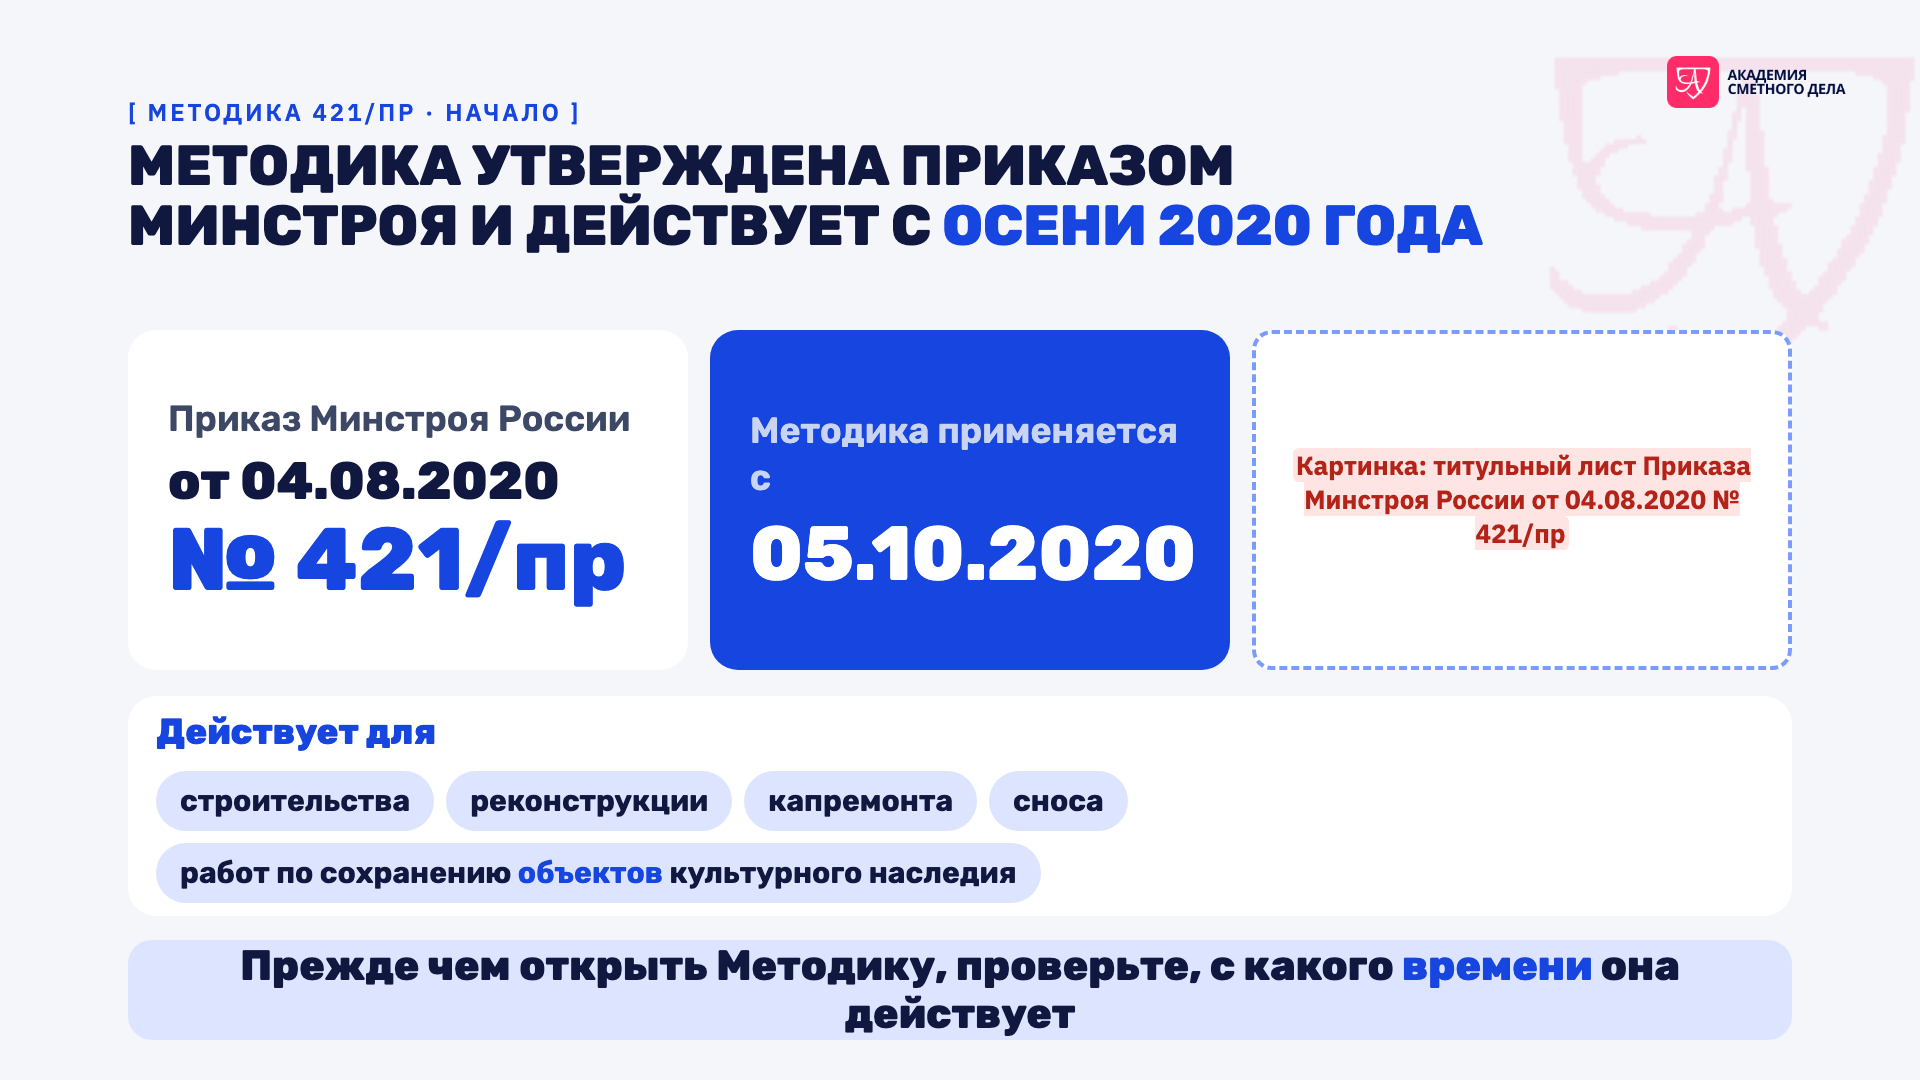 [ МЕТОДИКА 421/ПР · НАЧАЛО ]
АКАДЕМИЯ
СМЕТНОГО ДЕЛА
МЕТОДИКА УТВЕРЖДЕНА ПРИКАЗОМ
МИНСТРОЯ И ДЕЙСТВУЕТ С ОСЕНИ 2020 ГОДА
Приказ Минстроя России
от 04.08.2020
№ 421/пр
Методика применяется
с
05.10.2020
Картинка: титульный лист Приказа
Минстроя России от 04.08.2020 №
421/пр
Действует для
строительства
реконструкции
капремонта
сноса
работ по сохранению объектов культурного наследия
Прежде чем открыть Методику, проверьте, с какого времени она
действует